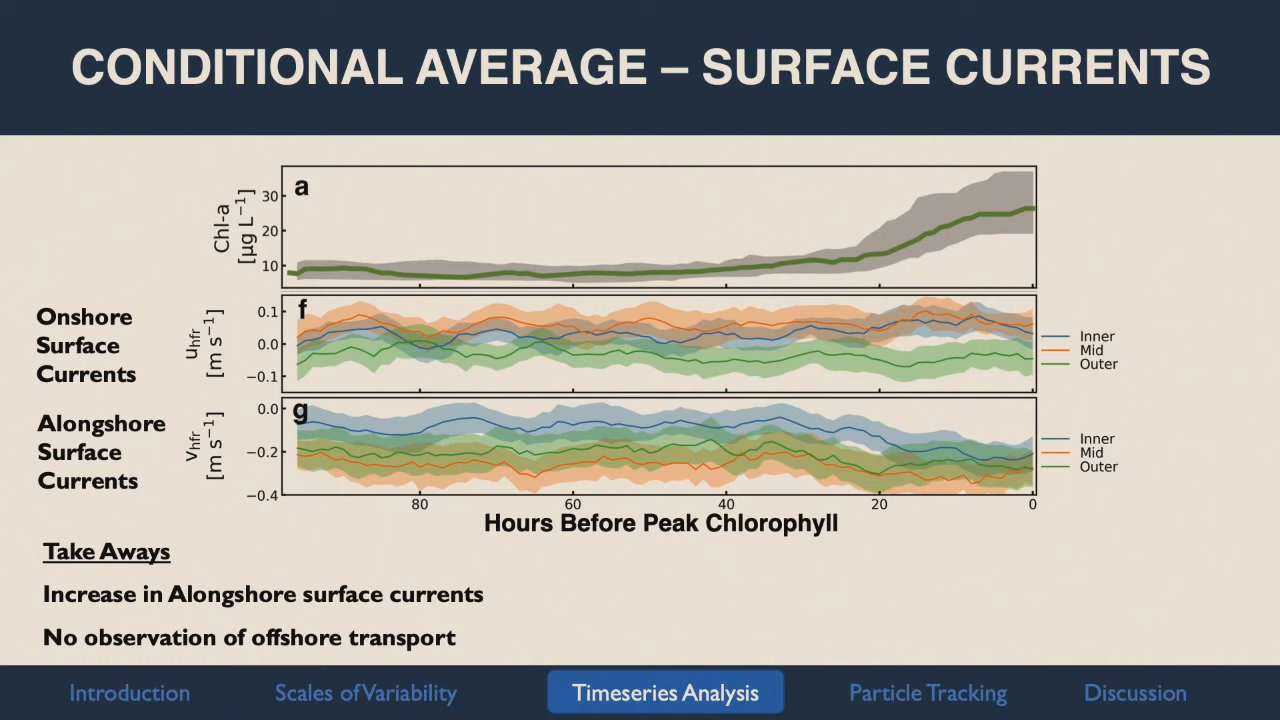 CONDITIONAL AVERAGE – SURFACE CURRENTS
a
Chl-a
[µg L⁻¹]
30
20
10
Onshore
Surface
Currents
f
u_hfr
[m s⁻¹]
0.1
0.0
−0.1
Inner
Mid
Outer
Alongshore
Surface
Currents
g
v_hfr
[m s⁻¹]
0.0
−0.2
−0.4
Inner
Mid
Outer
80 60 40 20 0
Hours Before Peak Chlorophyll
Take Aways
Increase in Alongshore surface currents
No observation of offshore transport
Introduction Scales of Variability Timeseries Analysis Particle Tracking Discussion